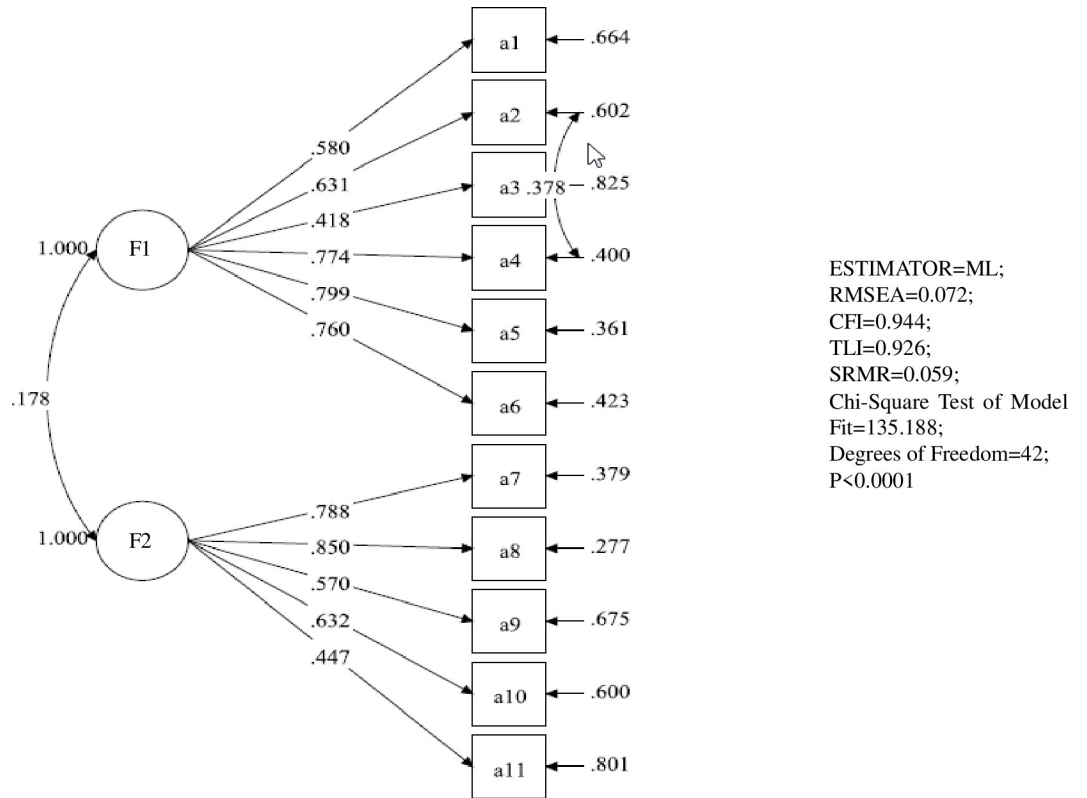 a1
.664
a2
.602
.580
.631
a3
.378
.825
.418
1.000
F1
.774
a4
.400
.799
.760
a5
.361
.178
a6
.423
a7
.379
.788
1.000
F2
.850
a8
.277
.570
.632
a9
.675
.447
a10
.600
a11
.801
ESTIMATOR=ML;
RMSEA=0.072;
CFI=0.944;
TLI=0.926;
SRMR=0.059;
Chi-Square Test of Model
Fit=135.188;
Degrees of Freedom=42;
P<0.0001